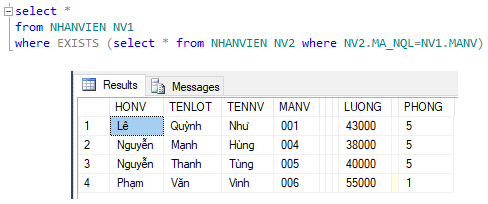 select *
from NHANVIEN NV1
where EXISTS (select * from NHANVIEN NV2 where NV2.MA_NQL=NV1.MANV)
Results Messages
HONV TENLOT TENNV MANV LUONG PHONG
1 Lê Quỳnh Như 001 43000 5
2 Nguyễn Mạnh Hùng 004 38000 5
3 Nguyễn Thanh Tùng 005 40000 5
4 Phạm Văn Vinh 006 55000 1